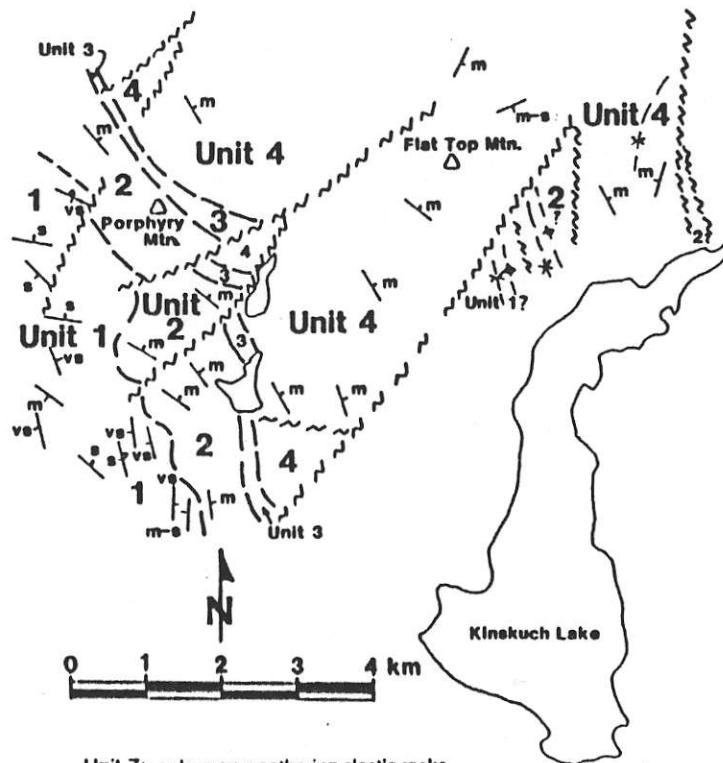 Unit 3
4
m
m
Unit 4
m-s
Unit 4
Flat Top Mtn.
m
m
m
1
2
vs
Porphyry
Mtn.
3
2
?
m
m
s
4
3
2?
s
Unit
m
m
Unit 1?
s
Unit 4
Unit
1
2
3
m
vs
m
m
m
m
m
vs
2
s
vs
s?
4
1
vs
m
m-s
Unit 3
N
Kinskuch Lake
0 1 2 3 4 km